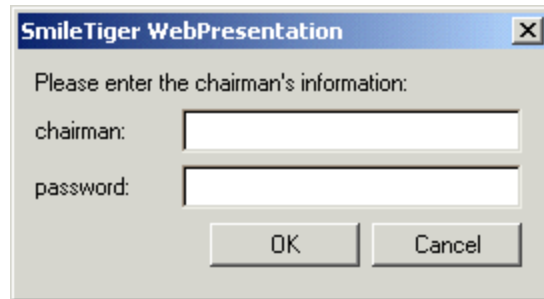 SmileTiger WebPresentation
Please enter the chairman's information:
chairman:
password:
OK Cancel